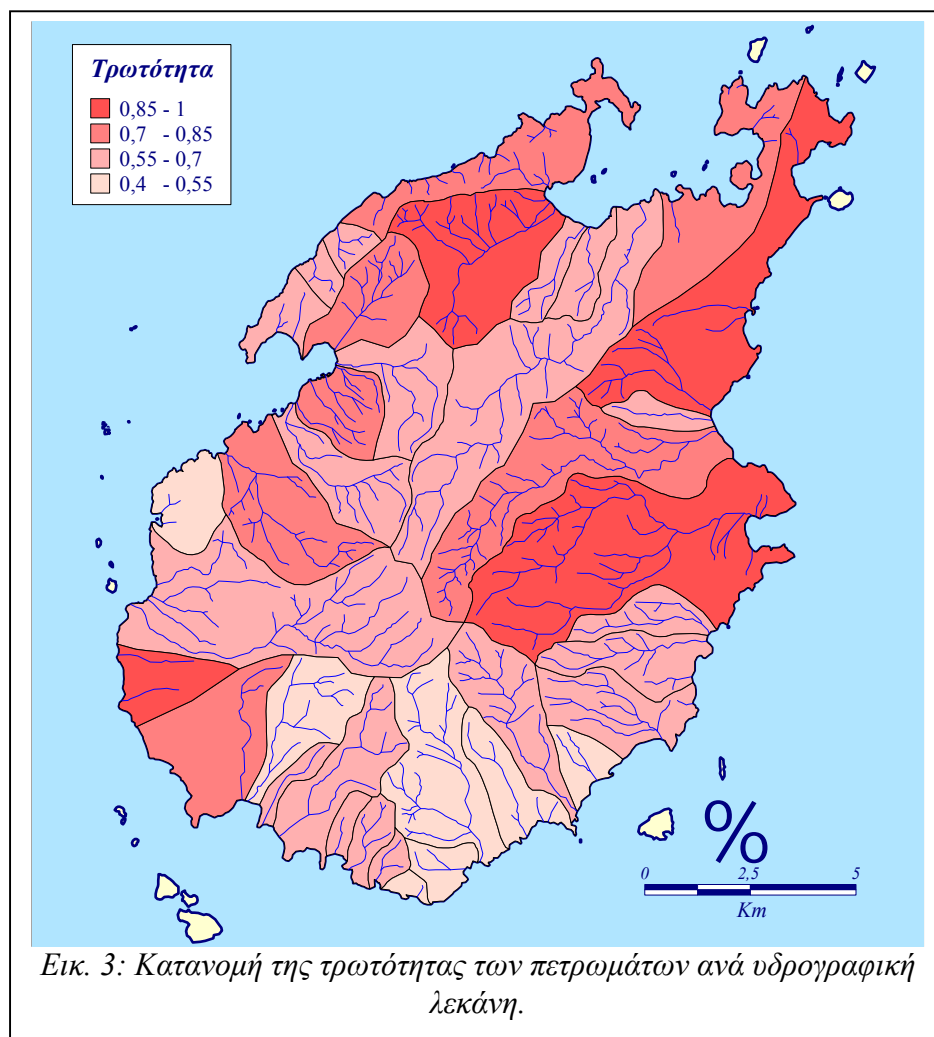 Τρωτότητα
0,85 - 1
0,7 - 0,85
0,55 - 0,7
0,4 - 0,55
%
0 2,5 5
Km
Εικ. 3: Κατανομή της τρωτότητας των πετρωμάτων ανά υδρογραφική
λεκάνη.